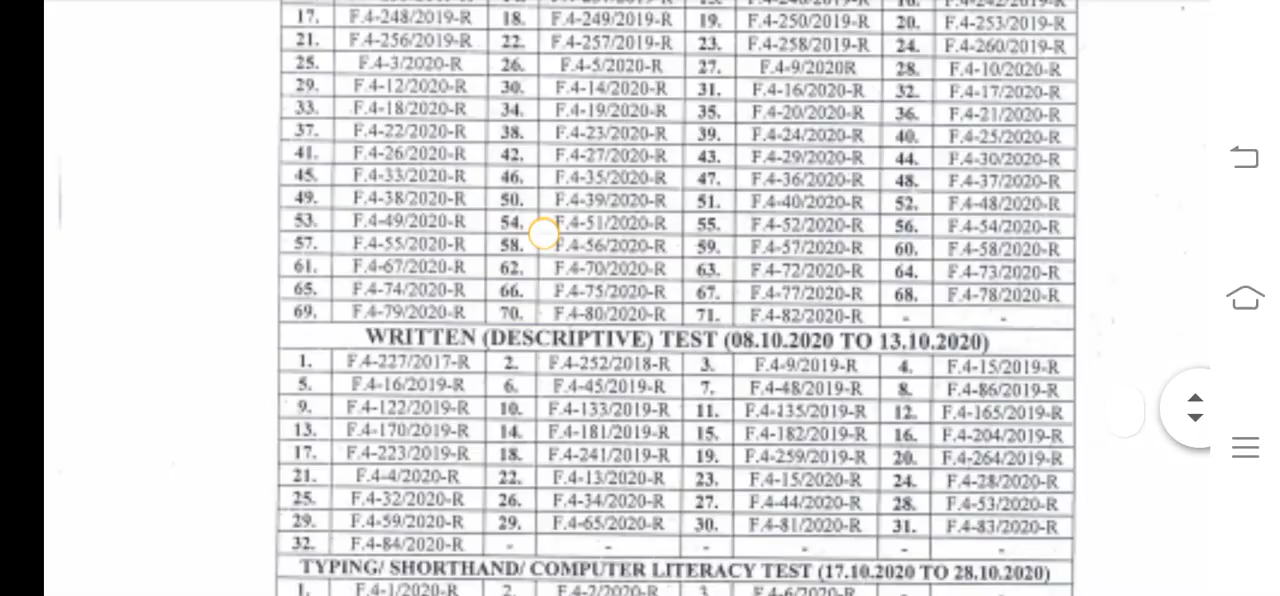 17. F.4-248/2019-R 18. F.4-249/2019-R 19. F.4-250/2019-R 20. F.4-253/2019-R
21. F.4-256/2019-R 22. F.4-257/2019-R 23. F.4-258/2019-R 24. F.4-260/2019-R
25. F.4-3/2020-R 26. F.4-5/2020-R 27. F.4-9/2020R 28. F.4-10/2020-R
29. F.4-12/2020-R 30. F.4-14/2020-R 31. F.4-16/2020-R 32. F.4-17/2020-R
33. F.4-18/2020-R 34. F.4-19/2020-R 35. F.4-20/2020-R 36. F.4-21/2020-R
37. F.4-22/2020-R 38. F.4-23/2020-R 39. F.4-24/2020-R 40. F.4-25/2020-R
41. F.4-26/2020-R 42. F.4-27/2020-R 43. F.4-29/2020-R 44. F.4-30/2020-R
45. F.4-33/2020-R 46. F.4-35/2020-R 47. F.4-36/2020-R 48. F.4-37/2020-R
49. F.4-38/2020-R 50. F.4-39/2020-R 51. F.4-40/2020-R 52. F.4-48/2020-R
53. F.4-49/2020-R 54. F.4-51/2020-R 55. F.4-52/2020-R 56. F.4-54/2020-R
57. F.4-55/2020-R 58. F.4-56/2020-R 59. F.4-57/2020-R 60. F.4-58/2020-R
61. F.4-67/2020-R 62. F.4-70/2020-R 63. F.4-72/2020-R 64. F.4-73/2020-R
65. F.4-74/2020-R 66. F.4-75/2020-R 67. F.4-77/2020-R 68. F.4-78/2020-R
69. F.4-79/2020-R 70. F.4-80/2020-R 71. F.4-82/2020-R - -
WRITTEN (DESCRIPTIVE) TEST (08.10.2020 TO 13.10.2020)
1. F.4-227/2017-R 2. F.4-252/2018-R 3. F.4-9/2019-R 4. F.4-15/2019-R
5. F.4-16/2019-R 6. F.4-45/2019-R 7. F.4-48/2019-R 8. F.4-86/2019-R
9. F.4-122/2019-R 10. F.4-133/2019-R 11. F.4-135/2019-R 12. F.4-165/2019-R
13. F.4-170/2019-R 14. F.4-181/2019-R 15. F.4-182/2019-R 16. F.4-204/2019-R
17. F.4-223/2019-R 18. F.4-241/2019-R 19. F.4-259/2019-R 20. F.4-264/2019-R
21. F.4-4/2020-R 22. F.4-13/2020-R 23. F.4-15/2020-R 24. F.4-28/2020-R
25. F.4-32/2020-R 26. F.4-34/2020-R 27. F.4-44/2020-R 28. F.4-53/2020-R
29. F.4-59/2020-R 29. F.4-65/2020-R 30. F.4-81/2020-R 31. F.4-83/2020-R
32. F.4-84/2020-R - - - - - -
TYPING/ SHORTHAND/ COMPUTER LITERACY TEST (17.10.2020 TO 28.10.2020)
1. F.4-1/2020-R 2. F.4-2/2020-R 3. F.4-6/2020-R - -